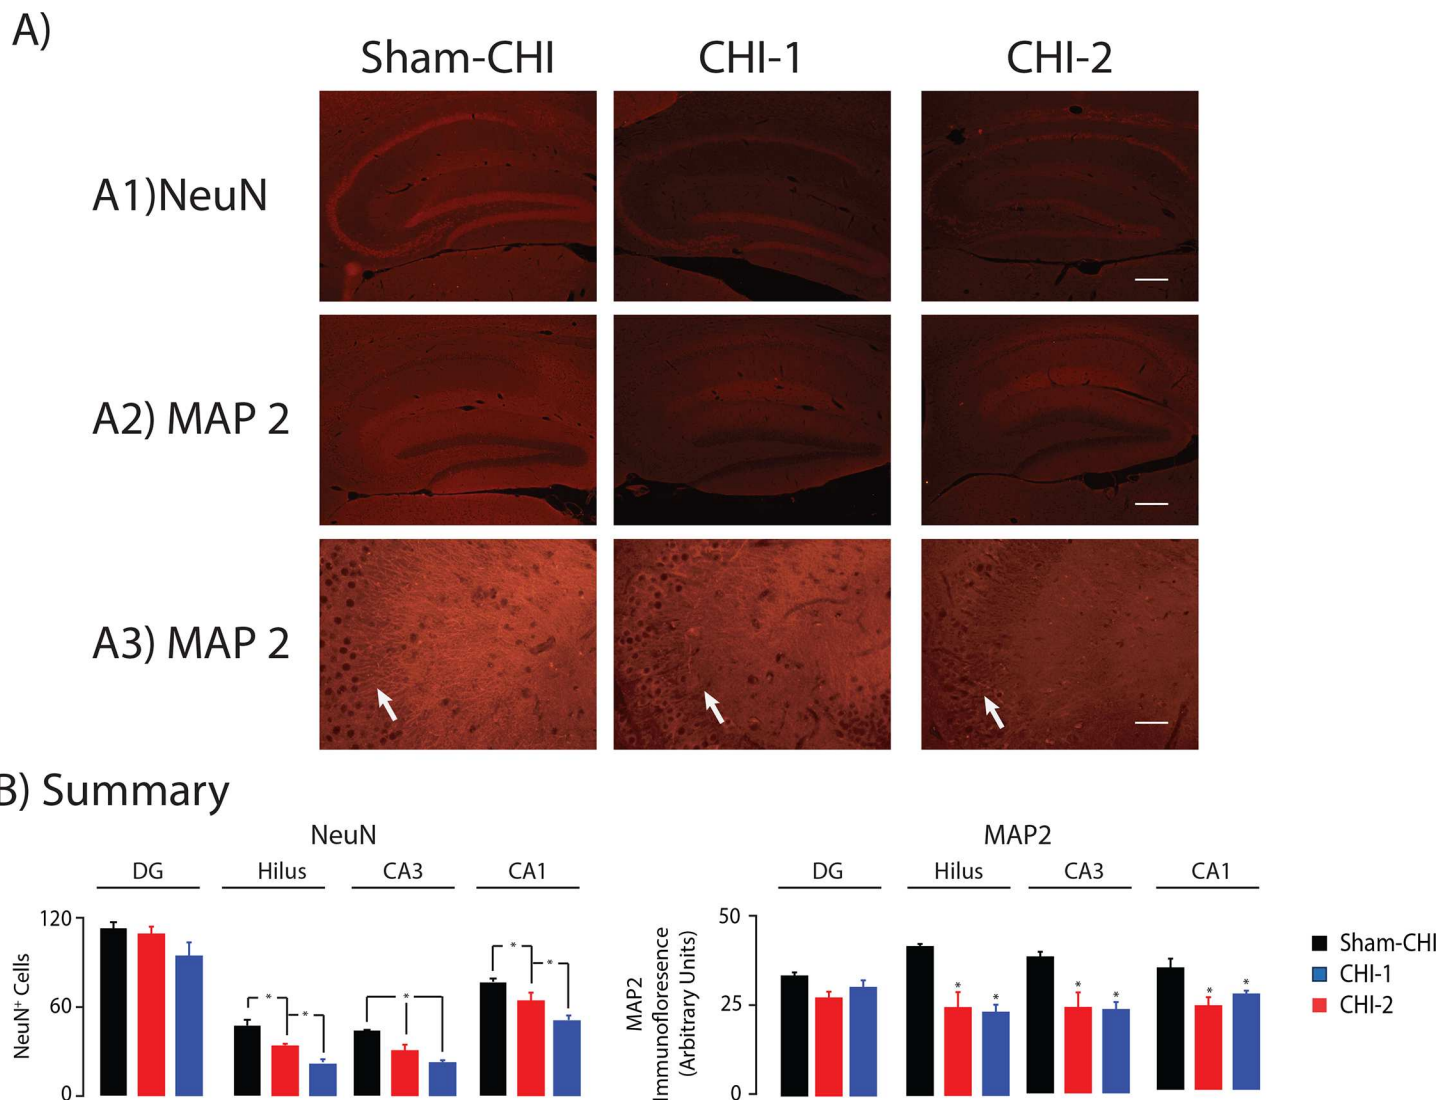 A)
Sham-CHI CHI-1 CHI-2
A1)NeuN
A2) MAP 2
A3) MAP 2
B) Summary
NeuN
DG Hilus CA3 CA1
120
60
0
NeuN+ Cells
* * * * *
MAP2
DG Hilus CA3 CA1
50
25
0
MAP2
Immunofloresence
(Arbitrary Units)
* * * * * *
Sham-CHI
CHI-1
CHI-2